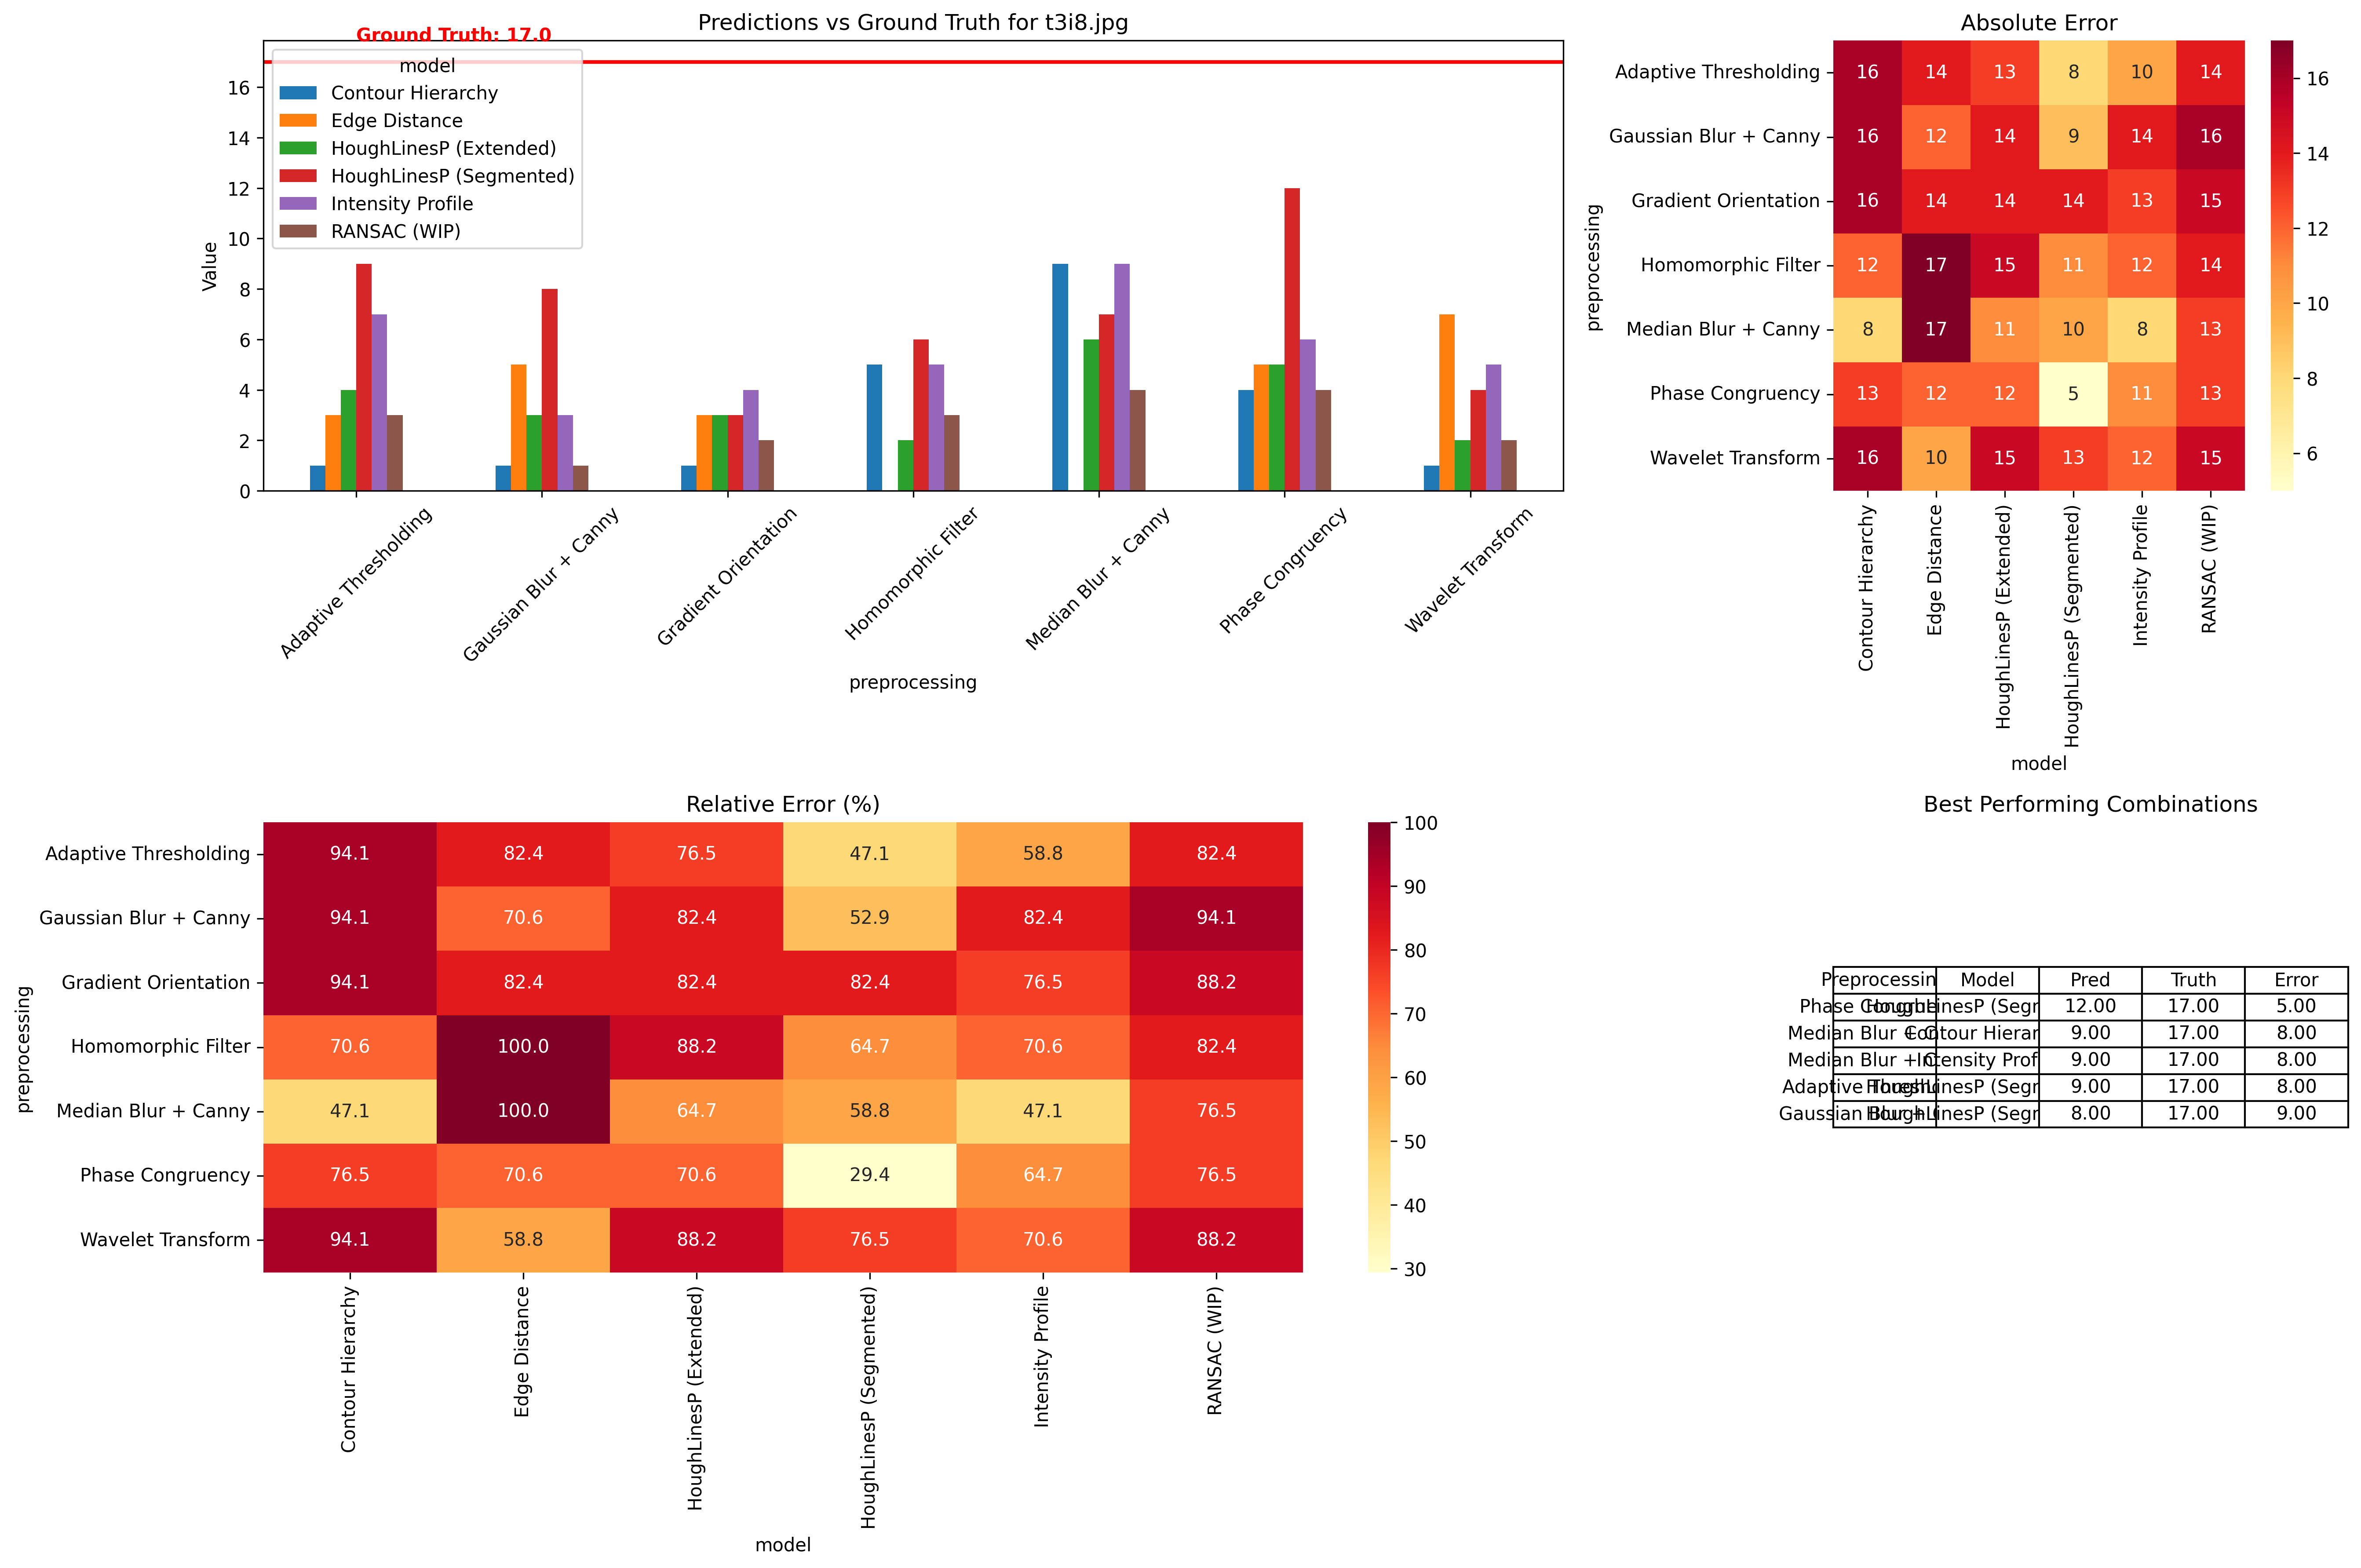 Predictions vs Ground Truth for t3i8.jpg
Ground Truth: 17.0
model
Contour Hierarchy
Edge Distance
HoughLinesP (Extended)
HoughLinesP (Segmented)
Intensity Profile
RANSAC (WIP)
Value
16
14
12
10
8
6
4
2
0
Adaptive Thresholding
Gaussian Blur + Canny
Gradient Orientation
Homomorphic Filter
Median Blur + Canny
Phase Congruency
Wavelet Transform
preprocessing
Absolute Error
preprocessing
Adaptive Thresholding 16 14 13 8 10 14
Gaussian Blur + Canny 16 12 14 9 14 16
Gradient Orientation 16 14 14 14 13 15
Homomorphic Filter 12 17 15 11 12 14
Median Blur + Canny 8 17 11 10 8 13
Phase Congruency 13 12 12 5 11 13
Wavelet Transform 16 10 15 13 12 15
Contour Hierarchy
Edge Distance
HoughLinesP (Extended)
HoughLinesP (Segmented)
Intensity Profile
RANSAC (WIP)
model
16
14
12
10
8
6
Relative Error (%)
preprocessing
Adaptive Thresholding 94.1 82.4 76.5 47.1 58.8 82.4
Gaussian Blur + Canny 94.1 70.6 82.4 52.9 82.4 94.1
Gradient Orientation 94.1 82.4 82.4 82.4 76.5 88.2
Homomorphic Filter 70.6 100.0 88.2 64.7 70.6 82.4
Median Blur + Canny 47.1 100.0 64.7 58.8 47.1 76.5
Phase Congruency 76.5 70.6 70.6 29.4 64.7 76.5
Wavelet Transform 94.1 58.8 88.2 76.5 70.6 88.2
Contour Hierarchy
Edge Distance
HoughLinesP (Extended)
HoughLinesP (Segmented)
Intensity Profile
RANSAC (WIP)
model
100
90
80
70
60
50
40
30
Best Performing Combinations
Preprocessin Model Pred Truth Error
Phase (Segr 12.00 17.00 5.00
Median Blur Hierar 9.00 17.00 8.00
Median Blur + Prof 9.00 17.00 8.00
Adaptive (Segr 9.00 17.00 8.00
Gaussian (Segr 8.00 17.00 9.00